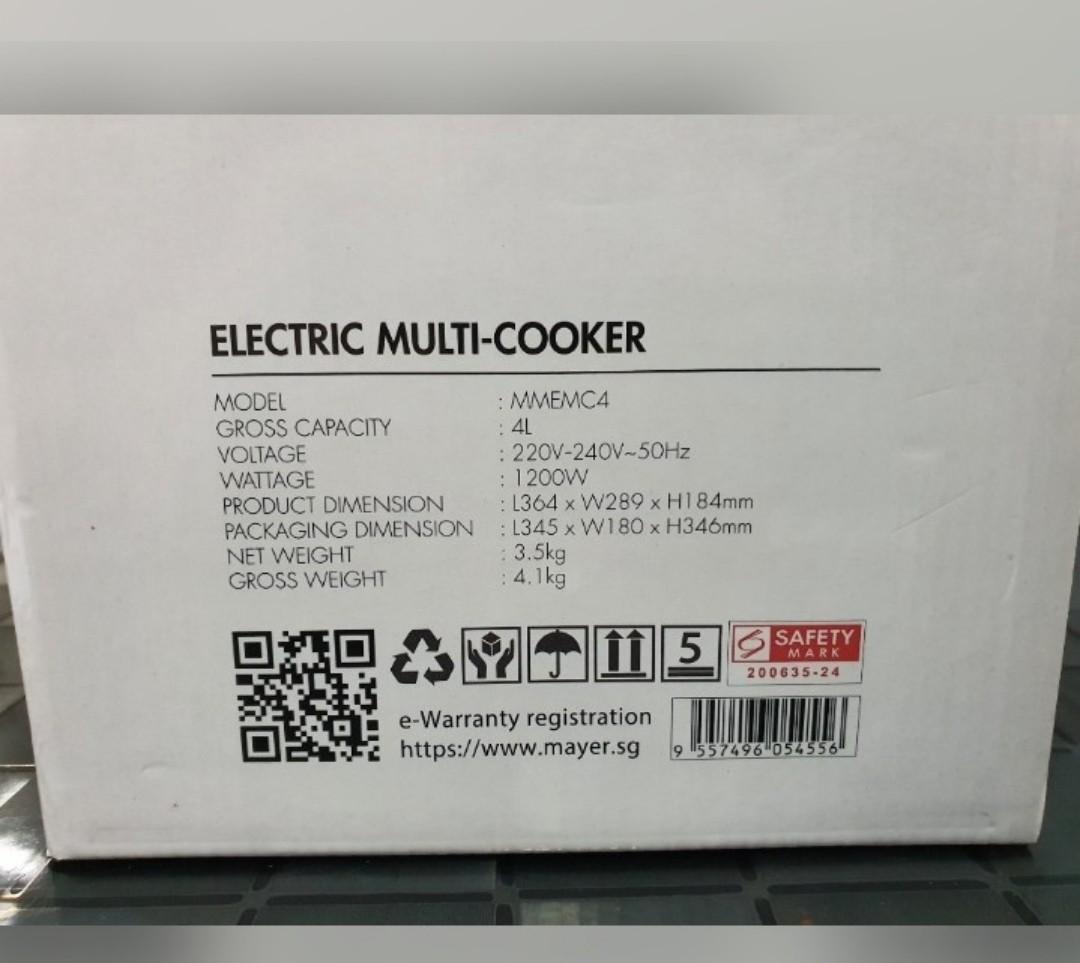 ELECTRIC MULTI-COOKER
MODEL : MMEMC4
GROSS CAPACITY : 4L
VOLTAGE : 220V-240V~50Hz
WATTAGE : 1200W
PRODUCT DIMENSION : L364 x W289 x H184mm
PACKAGING DIMENSION : L345 x W180 x H346mm
NET WEIGHT : 3.5kg
GROSS WEIGHT : 4.1kg
5
SAFETY
MARK
200635-24
e-Warranty registration
https://www.mayer.sg
9 557496 054556